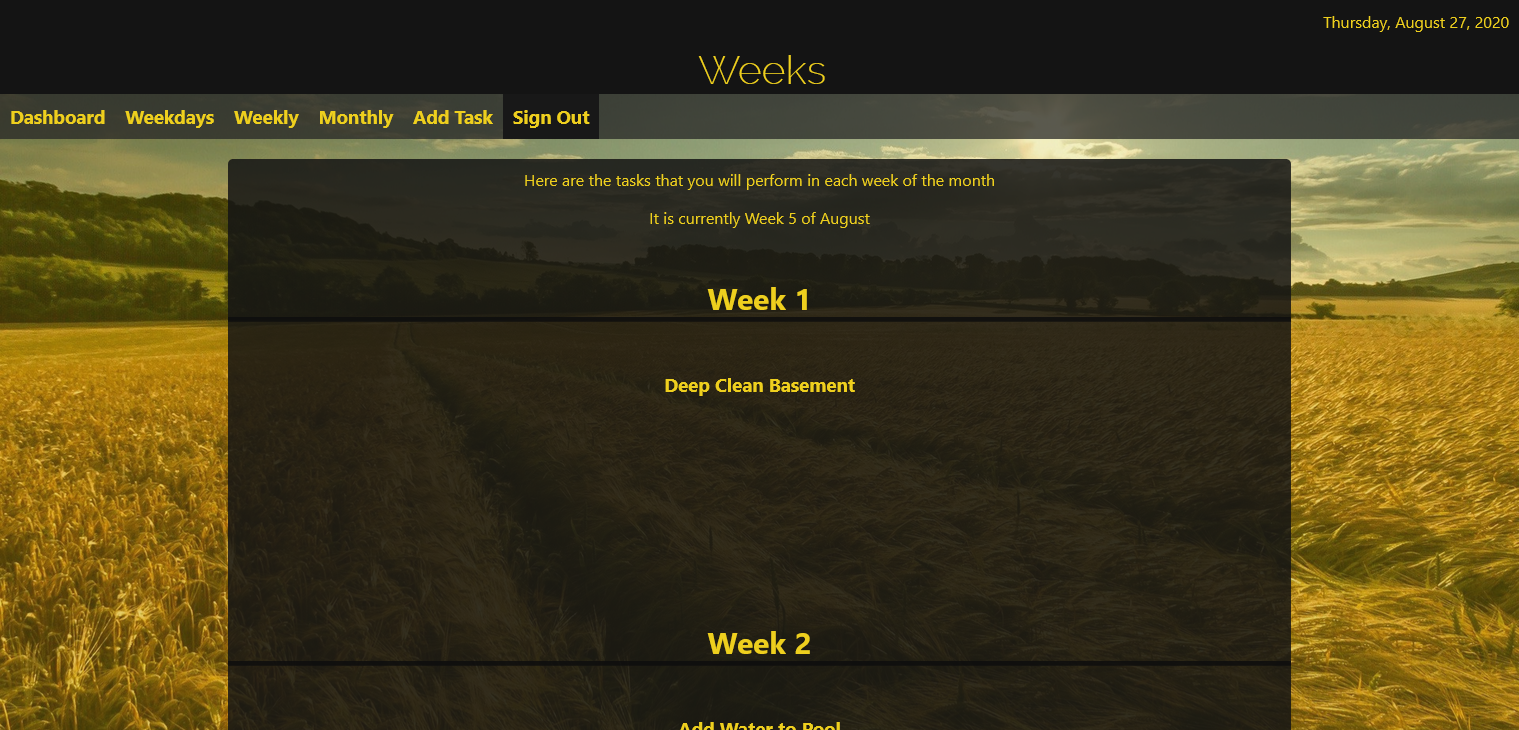 Thursday, August 27, 2020
Weeks
Dashboard Weekdays Weekly Monthly Add Task Sign Out
Here are the tasks that you will perform in each week of the month
It is currently Week 5 of August
Week 1
Deep Clean Basement
Week 2
Add Water to Pool